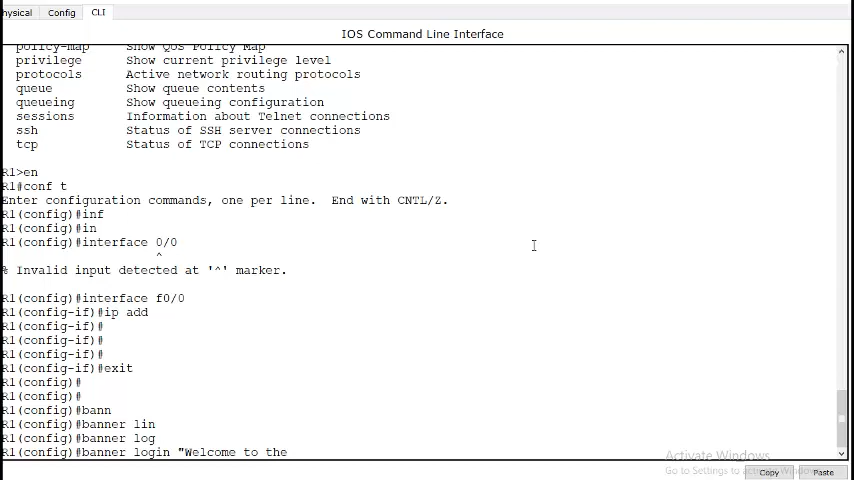 hysical Config CLI
IOS Command Line Interface
policy-map Show QoS Policy Map
privilege Show current privilege level
protocols Active network routing protocols
queue Show queue contents
queueing Show queueing configuration
sessions Information about Telnet connections
ssh Status of SSH server connections
tcp Status of TCP connections
R1>en
R1#conf t
Enter configuration commands, one per line. End with CNTL/Z.
R1(config)#inf
R1(config)#in
R1(config)#interface 0/0
^
% Invalid input detected at '^' marker.
R1(config)#interface f0/0
R1(config-if)#ip add
R1(config-if)#
R1(config-if)#
R1(config-if)#
R1(config-if)#exit
R1(config)#
R1(config)#
R1(config)#bann
R1(config)#banner lin
R1(config)#banner log
R1(config)#banner login "Welcome to the
Activate Windows
Go to Settings to activate Windows.
Copy Paste